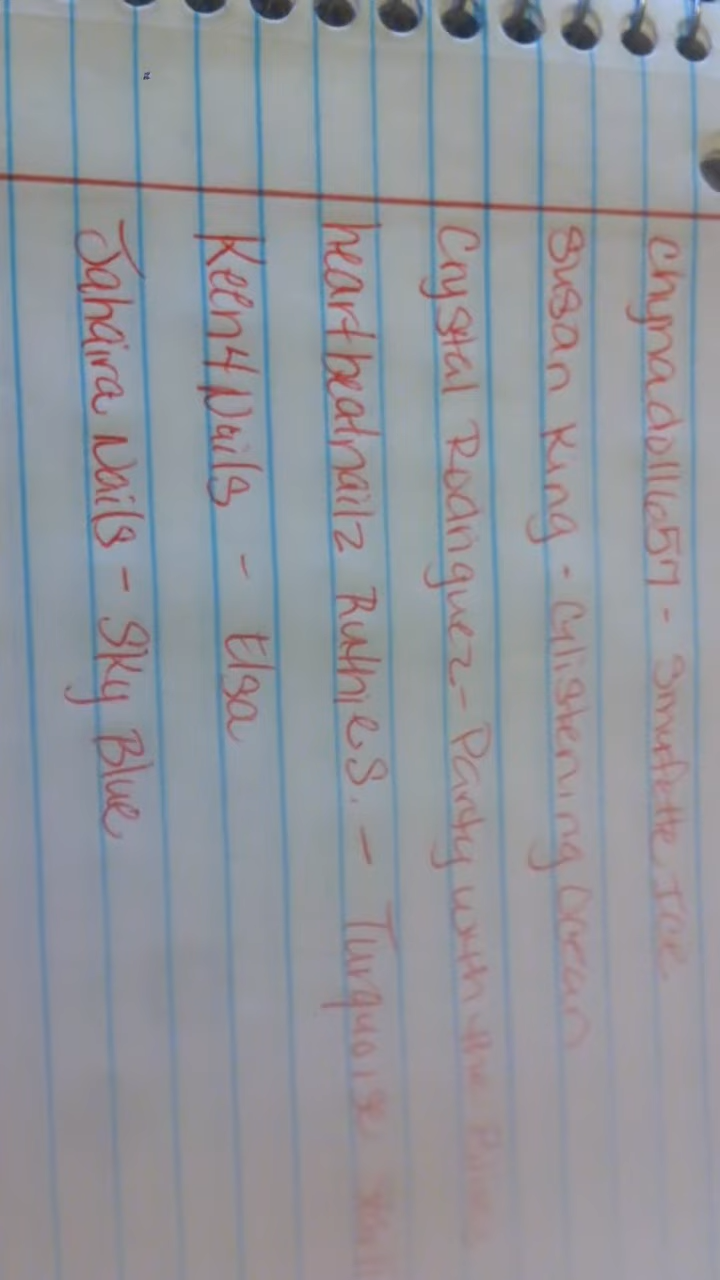 Chynadoll1657 - Smurfette Ice
Susan King - Glistening Ocean
Crystal Rodriguez - Party with the
heartbeatnailz Ruthie S. - Turquoise
Keen4Nails - Elsa
Jahaira Nails - Sky Blue